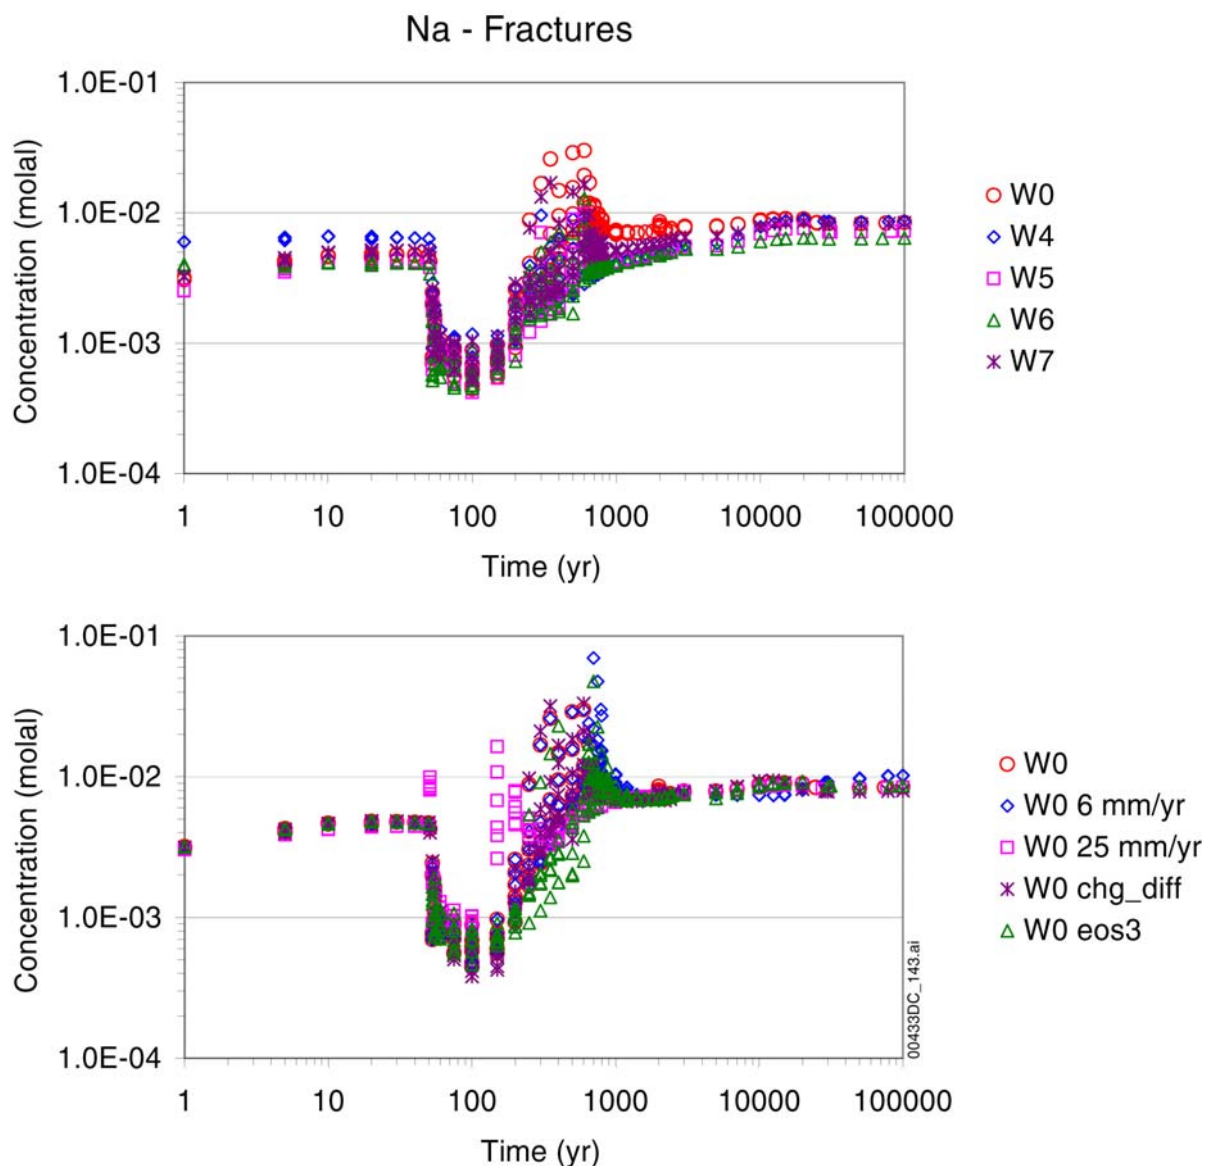 Na - Fractures
1.0E-01
1.0E-02
1.0E-03
1.0E-04
Concentration (molal)
1 10 100 1000 10000 100000
Time (yr)
W0
W4
W5
W6
W7
1.0E-01
1.0E-02
1.0E-03
1.0E-04
Concentration (molal)
1 10 100 1000 10000 100000
Time (yr)
W0
W0 6 mm/yr
W0 25 mm/yr
W0 chg_diff
W0 eos3
00433DC_143.ai